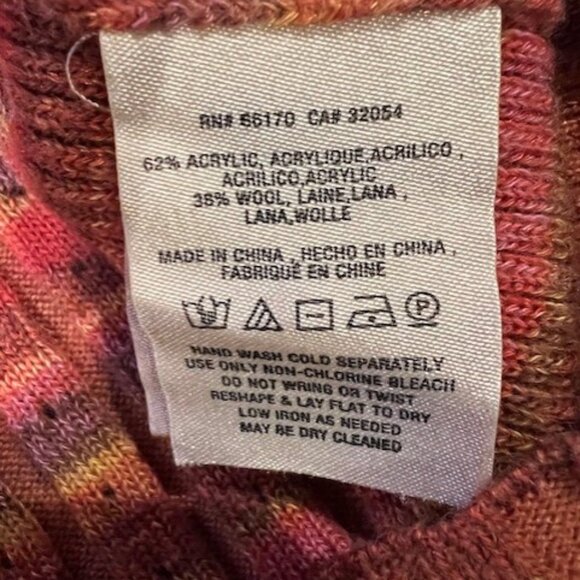 RN# 66170 CA# 32054
62% ACRYLIC, ACRYLIQUE,ACRILICO ,
ACRILICO,ACRYLIC
38% WOOL, LAINE,LANA ,
LANA,WOLLE
MADE IN CHINA , HECHO EN CHINA ,
FABRIQUÉ EN CHINE
P
HAND WASH COLD SEPARATELY
USE ONLY NON-CHLORINE BLEACH
DO NOT WRING OR TWIST
RESHAPE & LAY FLAT TO DRY
LOW IRON AS NEEDED
MAY BE DRY CLEANED